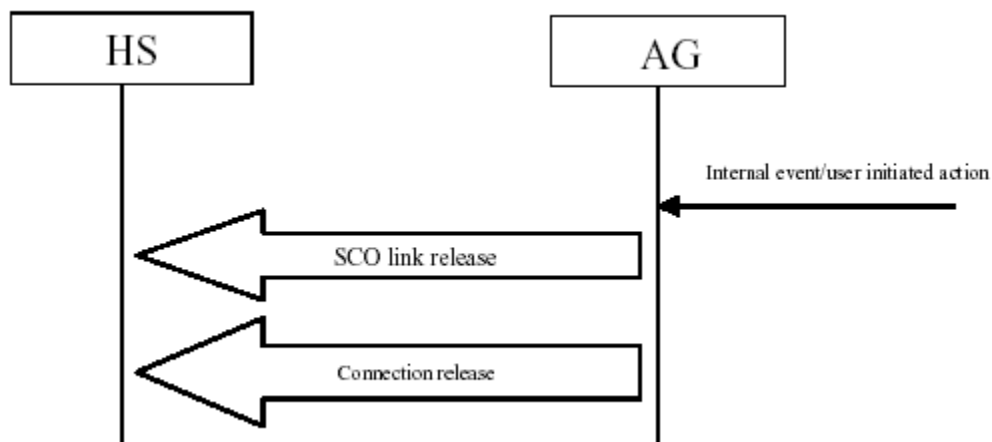 HS
AG
Internal event/user initiated action
SCO link release
Connection release